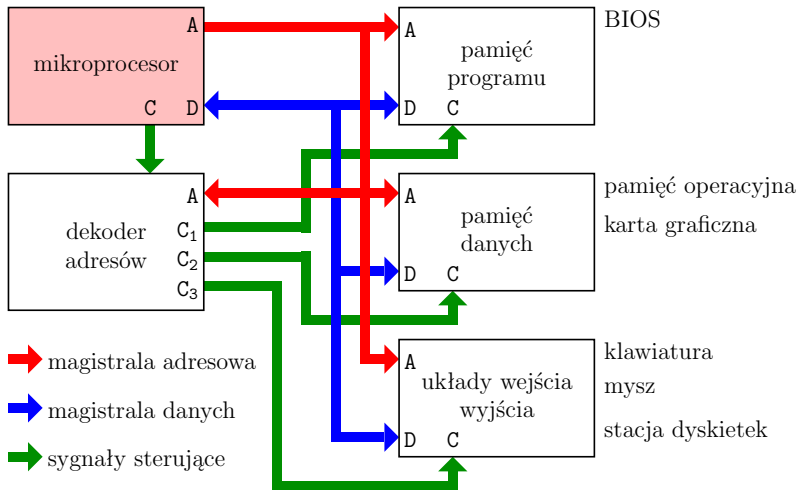 A
mikroprocesor
C D
A
pamięć
programu
D C
BIOS
A
dekoder
adresów
C1
C2
C3
A
pamięć
danych
D C
pamięć operacyjna
karta graficzna
A
układy wejścia
wyjścia
D C
klawiatura
mysz
stacja dyskietek
magistrala adresowa
magistrala danych
sygnały sterujące